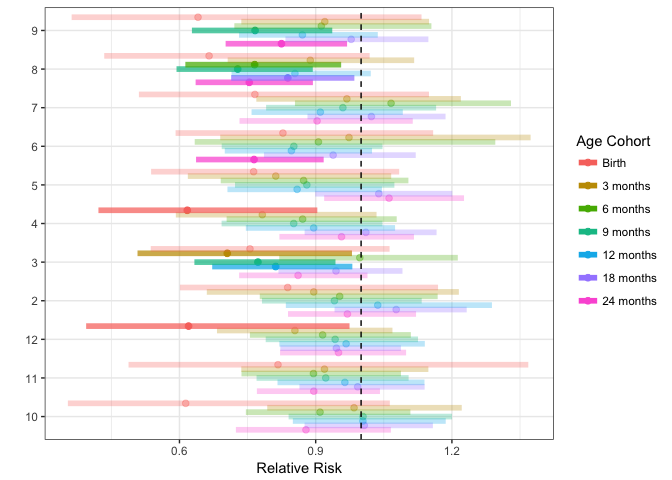 9
8
7
6
5
4
3
2
12
11
10
0.6
0.9
1.2
Relative Risk
Age Cohort
Birth
3 months
6 months
9 months
12 months
18 months
24 months